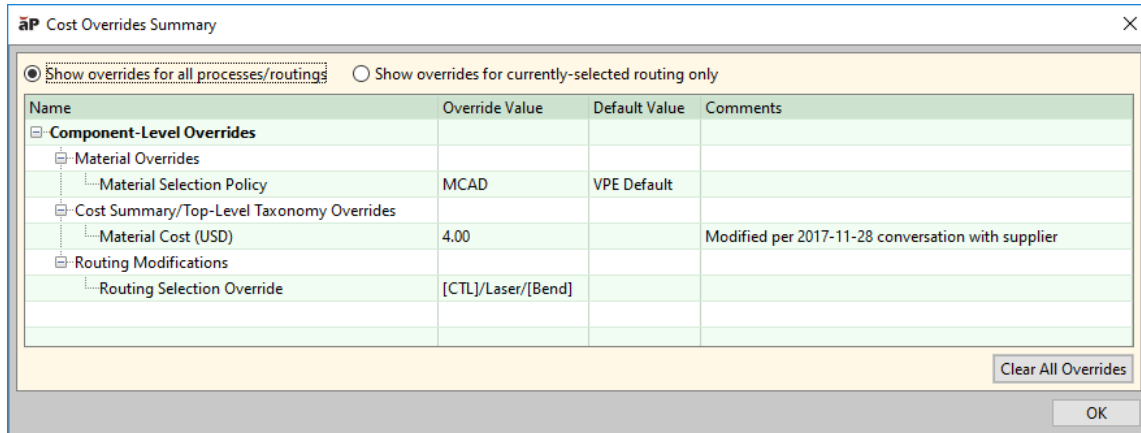 aP Cost Overrides Summary
Show overrides for all processes/routings Show overrides for currently-selected routing only
Name Override Value Default Value Comments
Component-Level Overrides
Material Overrides
Material Selection Policy MCAD VPE Default
Cost Summary/Top-Level Taxonomy Overrides
Material Cost (USD) 4.00 Modified per 2017-11-28 conversation with supplier
Routing Modifications
Routing Selection Override [CTL]/Laser/[Bend]
Clear All Overrides
OK